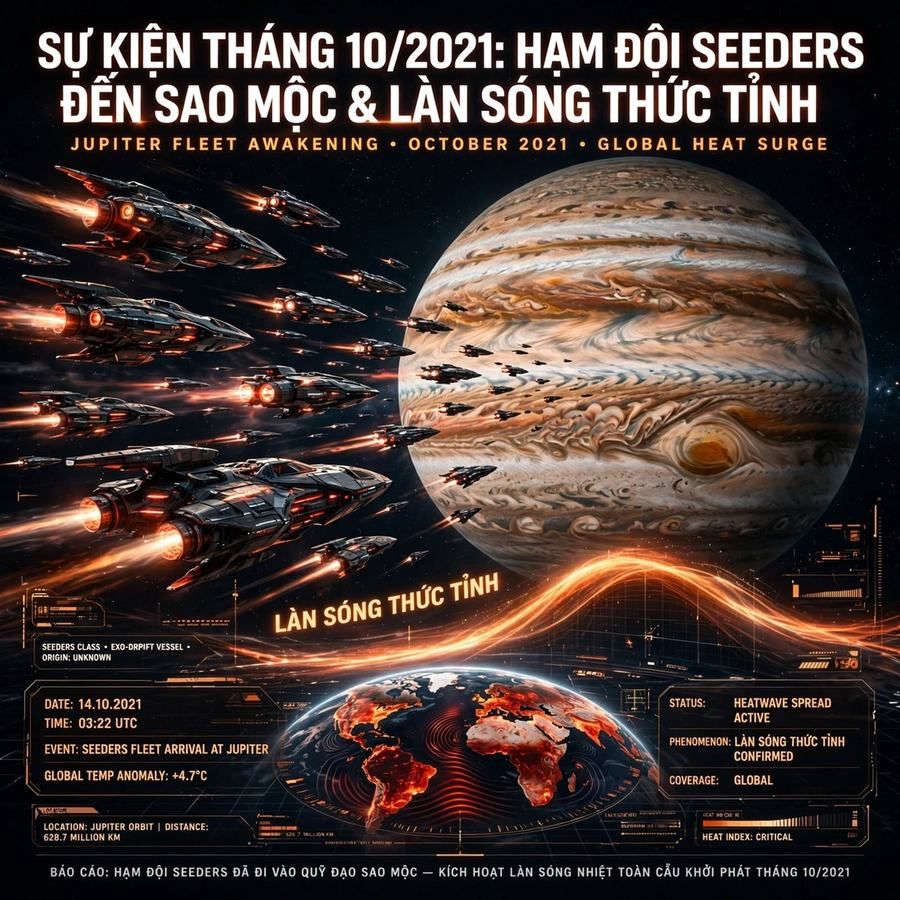 SỰ KIỆN THÁNG 10/2021: HẠM ĐỘI SEEDERS
ĐẾN SAO MỘC & LÀN SÓNG THỨC TỈNH
JUPITER FLEET AWAKENING • OCTOBER 2021 • GLOBAL HEAT SURGE
LÀN SÓNG THỨC TỈNH
SEEDERS CLASS • EXO-DRPIFT VESSEL •
ORIGIN: UNKNOWN
DATE: 14.10.2021
TIME: 03:22 UTC
EVENT: SEEDERS FLEET ARRIVAL AT JUPITER
GLOBAL TEMP ANOMALY: +4.7°C
LOCATION: JUPITER ORBIT | DISTANCE:
628.7 MILLION KM
STATUS: HEATWAVE SPREAD
ACTIVE
PHENOMENON: LÀN SÓNG THỨC TỈNH
CONFIRMED
COVERAGE: GLOBAL
HEAT INDEX: CRITICAL
BÁO CÁO: HẠM ĐỘI SEEDERS ĐÃ ĐI VÀO QUỸ ĐẠO SAO MỘC — KÍCH HOẠT LÀN SÓNG NHIỆT TOÀN CẦU KHỞI PHÁT THÁNG 10/2021